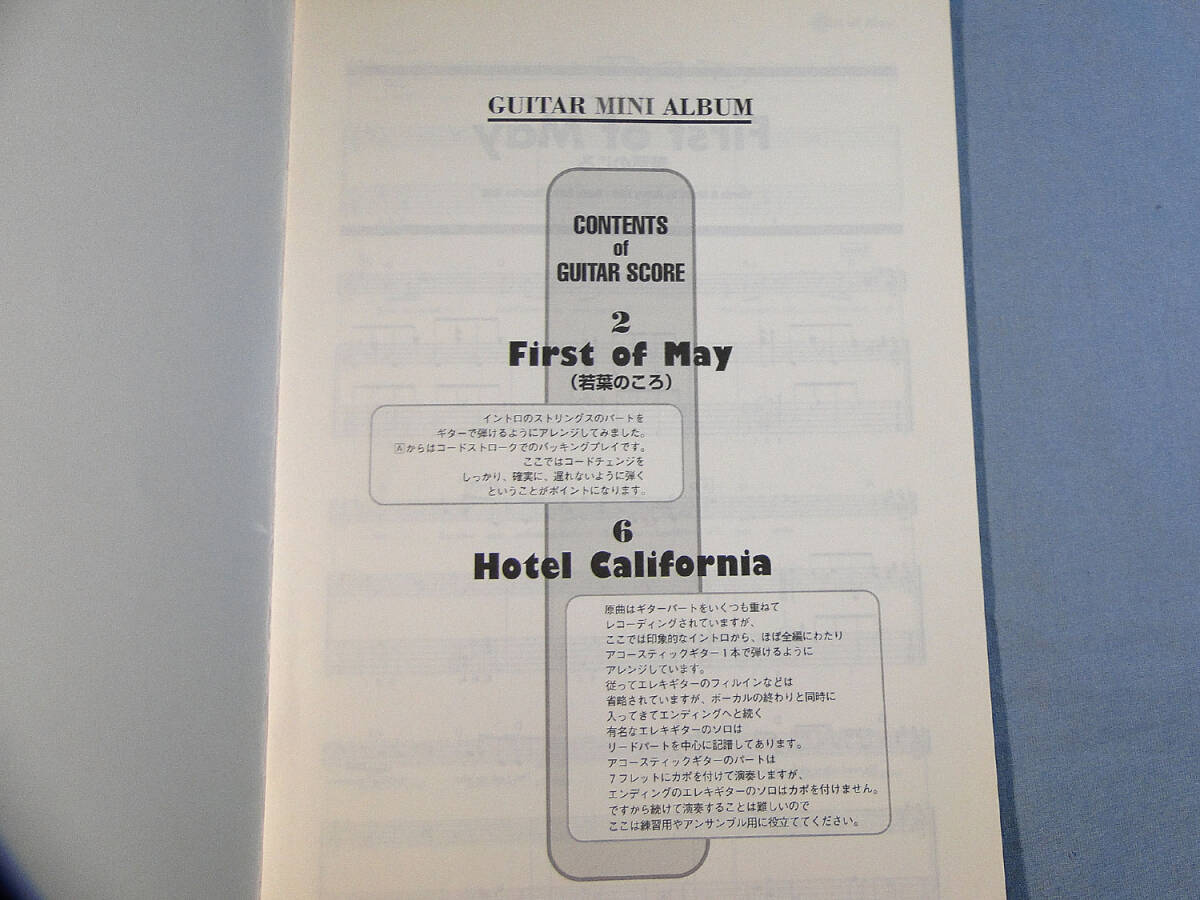 GUITAR MINI ALBUM
CONTENTS
of
GUITAR SCORE
2
First of May
(若葉のころ)
イントロのストリングスのパートを
ギターで弾けるようにアレンジしてみました。
Aからはコードストロークでのバッキングプレイです。
ここではコードチェンジを
しっかり、確実に、遅れないように弾く
ということがポイントになります。
6
Hotel California
原曲はギターパートをいくつも重ねて
レコーディングされていますが、
ここでは印象的なイントロから、ほぼ全編にわたり
アコースティックギター1本で弾けるように
アレンジしています。
従ってエレキギターのフィルインなどは
省略されていますが、ボーカルの終わりと同時に
入ってきてエンディングへと続く
有名なエレキギターのソロは
リードパートを中心に記譜してあります。
アコースティックギターのパートは
7フレットにカポを付けて演奏しますが、
エンディングのエレキギターのソロはカポを付けません。
ですから続けて演奏することは難しいので
ここは練習用やアンサンブル用に役立ててください。